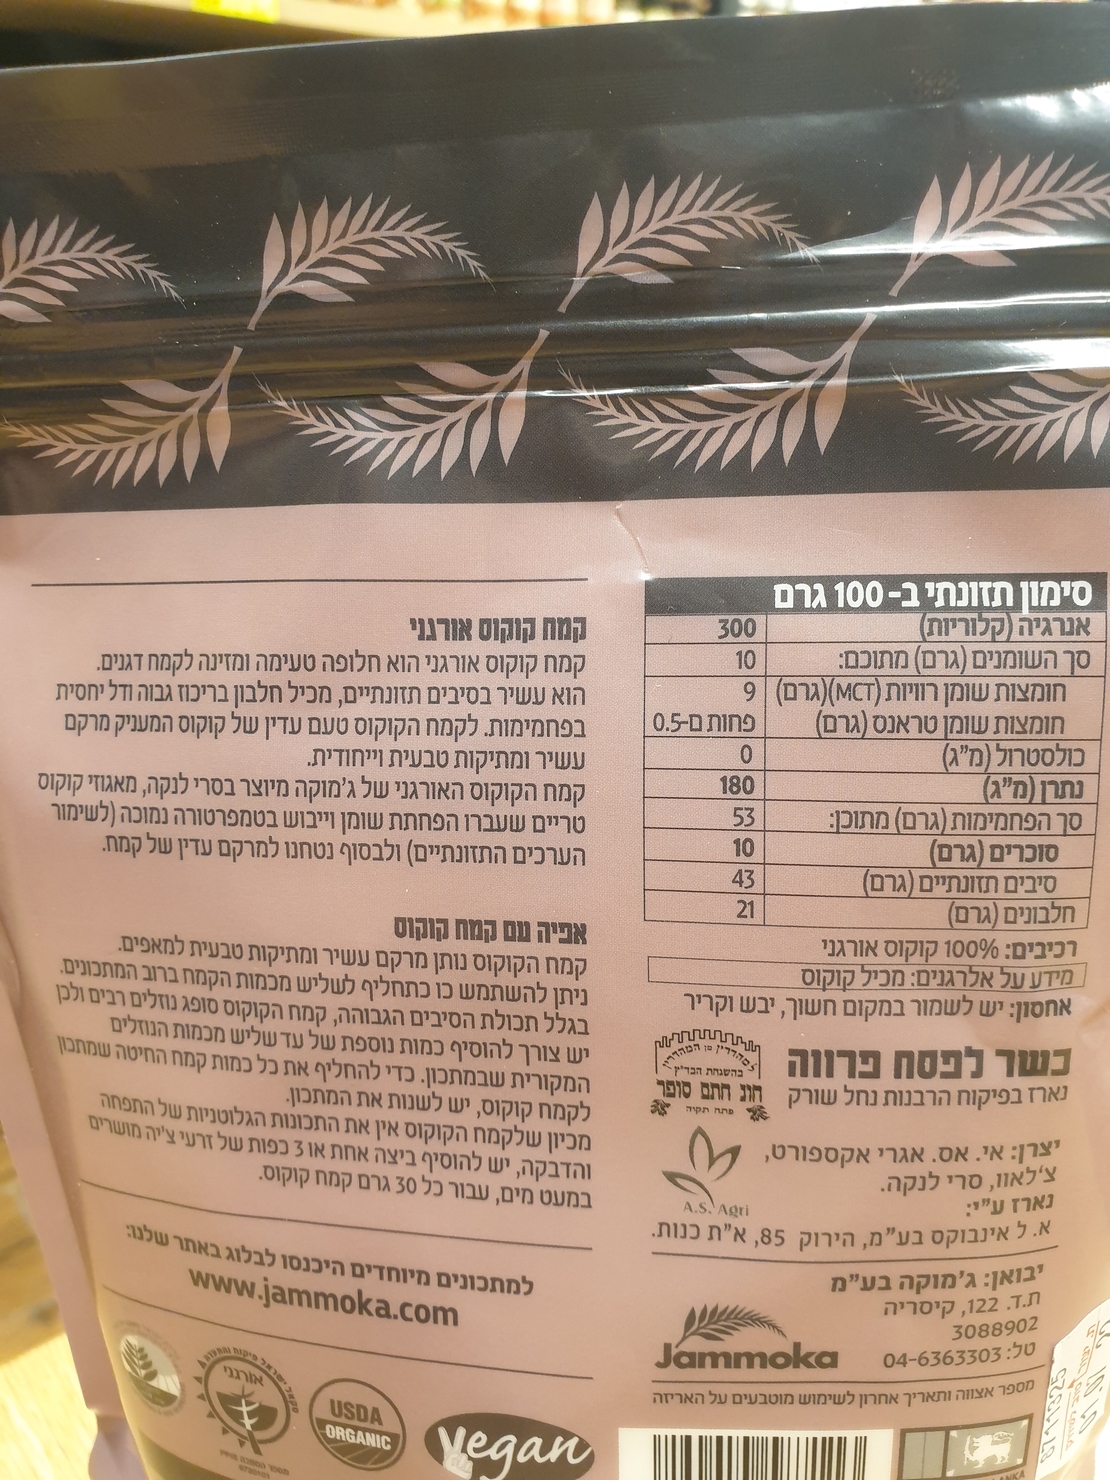 סימון תזונתי ב- 100 גרם
אנרגיה (קלוריות) 300
סך השומנים (גרם) מתוכם: 10
חומצות שומן רוויות (MCT)(גרם) 9
חומצות שומן טראנס (גרם) פחות מ-0.5
כולסטרול (מ"ג) 0
נתרן (מ"ג) 180
סך הפחמימות (גרם) מתוכן: 53
סוכרים (גרם) 10
סיבים תזונתיים (גרם) 43
חלבונים (גרם) 21
רכיבים: 100% קוקוס אורגני
מידע על אלרגנים: מכיל קוקוס
אחסון: יש לשמור במקום חשוך, יבש וקריר
כשר לפסח פרווה
נארז בפיקוח הרבנות נחל שורק
למהדרין מן המהדרין
בהשגחת הבד"ץ
חוג חתם סופר
פתח תקוה
יצרן: אי. אס. אגרי אקספורט,
צ'לאוו, סרי לנקה.
נארז ע"י:
א. ל אינבוקס בע"מ, הירוק 85, א"ת כנות.
A.S. Agri
יבואן: ג'מוקה בע"מ
ת.ד. 122, קיסריה
3088902
טל: 04-6363303
Jammoka
מספר אצווה ותאריך אחרון לשימוש מוטבעים על האריזה
קמח קוקוס אורגני
קמח קוקוס אורגני הוא חלופה טעימה ומזינה לקמח דגנים.
הוא עשיר בסיבים תזונתיים, מכיל חלבון בריכוז גבוה ודל יחסית
בפחמימות. לקמח הקוקוס טעם עדין של קוקוס המעניק מרקם
עשיר ומתיקות טבעית וייחודית.
קמח הקוקוס האורגני של ג'מוקה מיוצר בסרי לנקה, מאגוזי קוקוס
טריים שעברו הפחתת שומן וייבוש בטמפרטורה נמוכה (לשימור
הערכים התזונתיים) ולבסוף נטחנו למרקם עדין של קמח.
אפיה עם קמח קוקוס
קמח הקוקוס נותן מרקם עשיר ומתיקות טבעית למאפים.
ניתן להשתמש בו כתחליף לשליש מכמות הקמח ברוב המתכונים.
בגלל תכולת הסיבים הגבוהה, קמח הקוקוס סופג נוזלים רבים ולכן
יש צורך להוסיף כמות נוספת של עד שליש מכמות הנוזלים
המקורית שבמתכון. כדי להחליף את כל כמות קמח החיטה שמתכון
לקמח קוקוס, יש לשנות את המתכון.
מכיון שלקמח הקוקוס אין את התכונות הגלוטניות של התפחה
והדבקה, יש להוסיף ביצה אחת או 3 כפות של זרעי צ'יה מושרים
במעט מים, עבור כל 30 גרם קמח קוקוס.
למתכונים מיוחדים היכנסו לבלוג באתר שלנו:
www.jammoka.com
אורגני
USDA
ORGANIC
Vegan